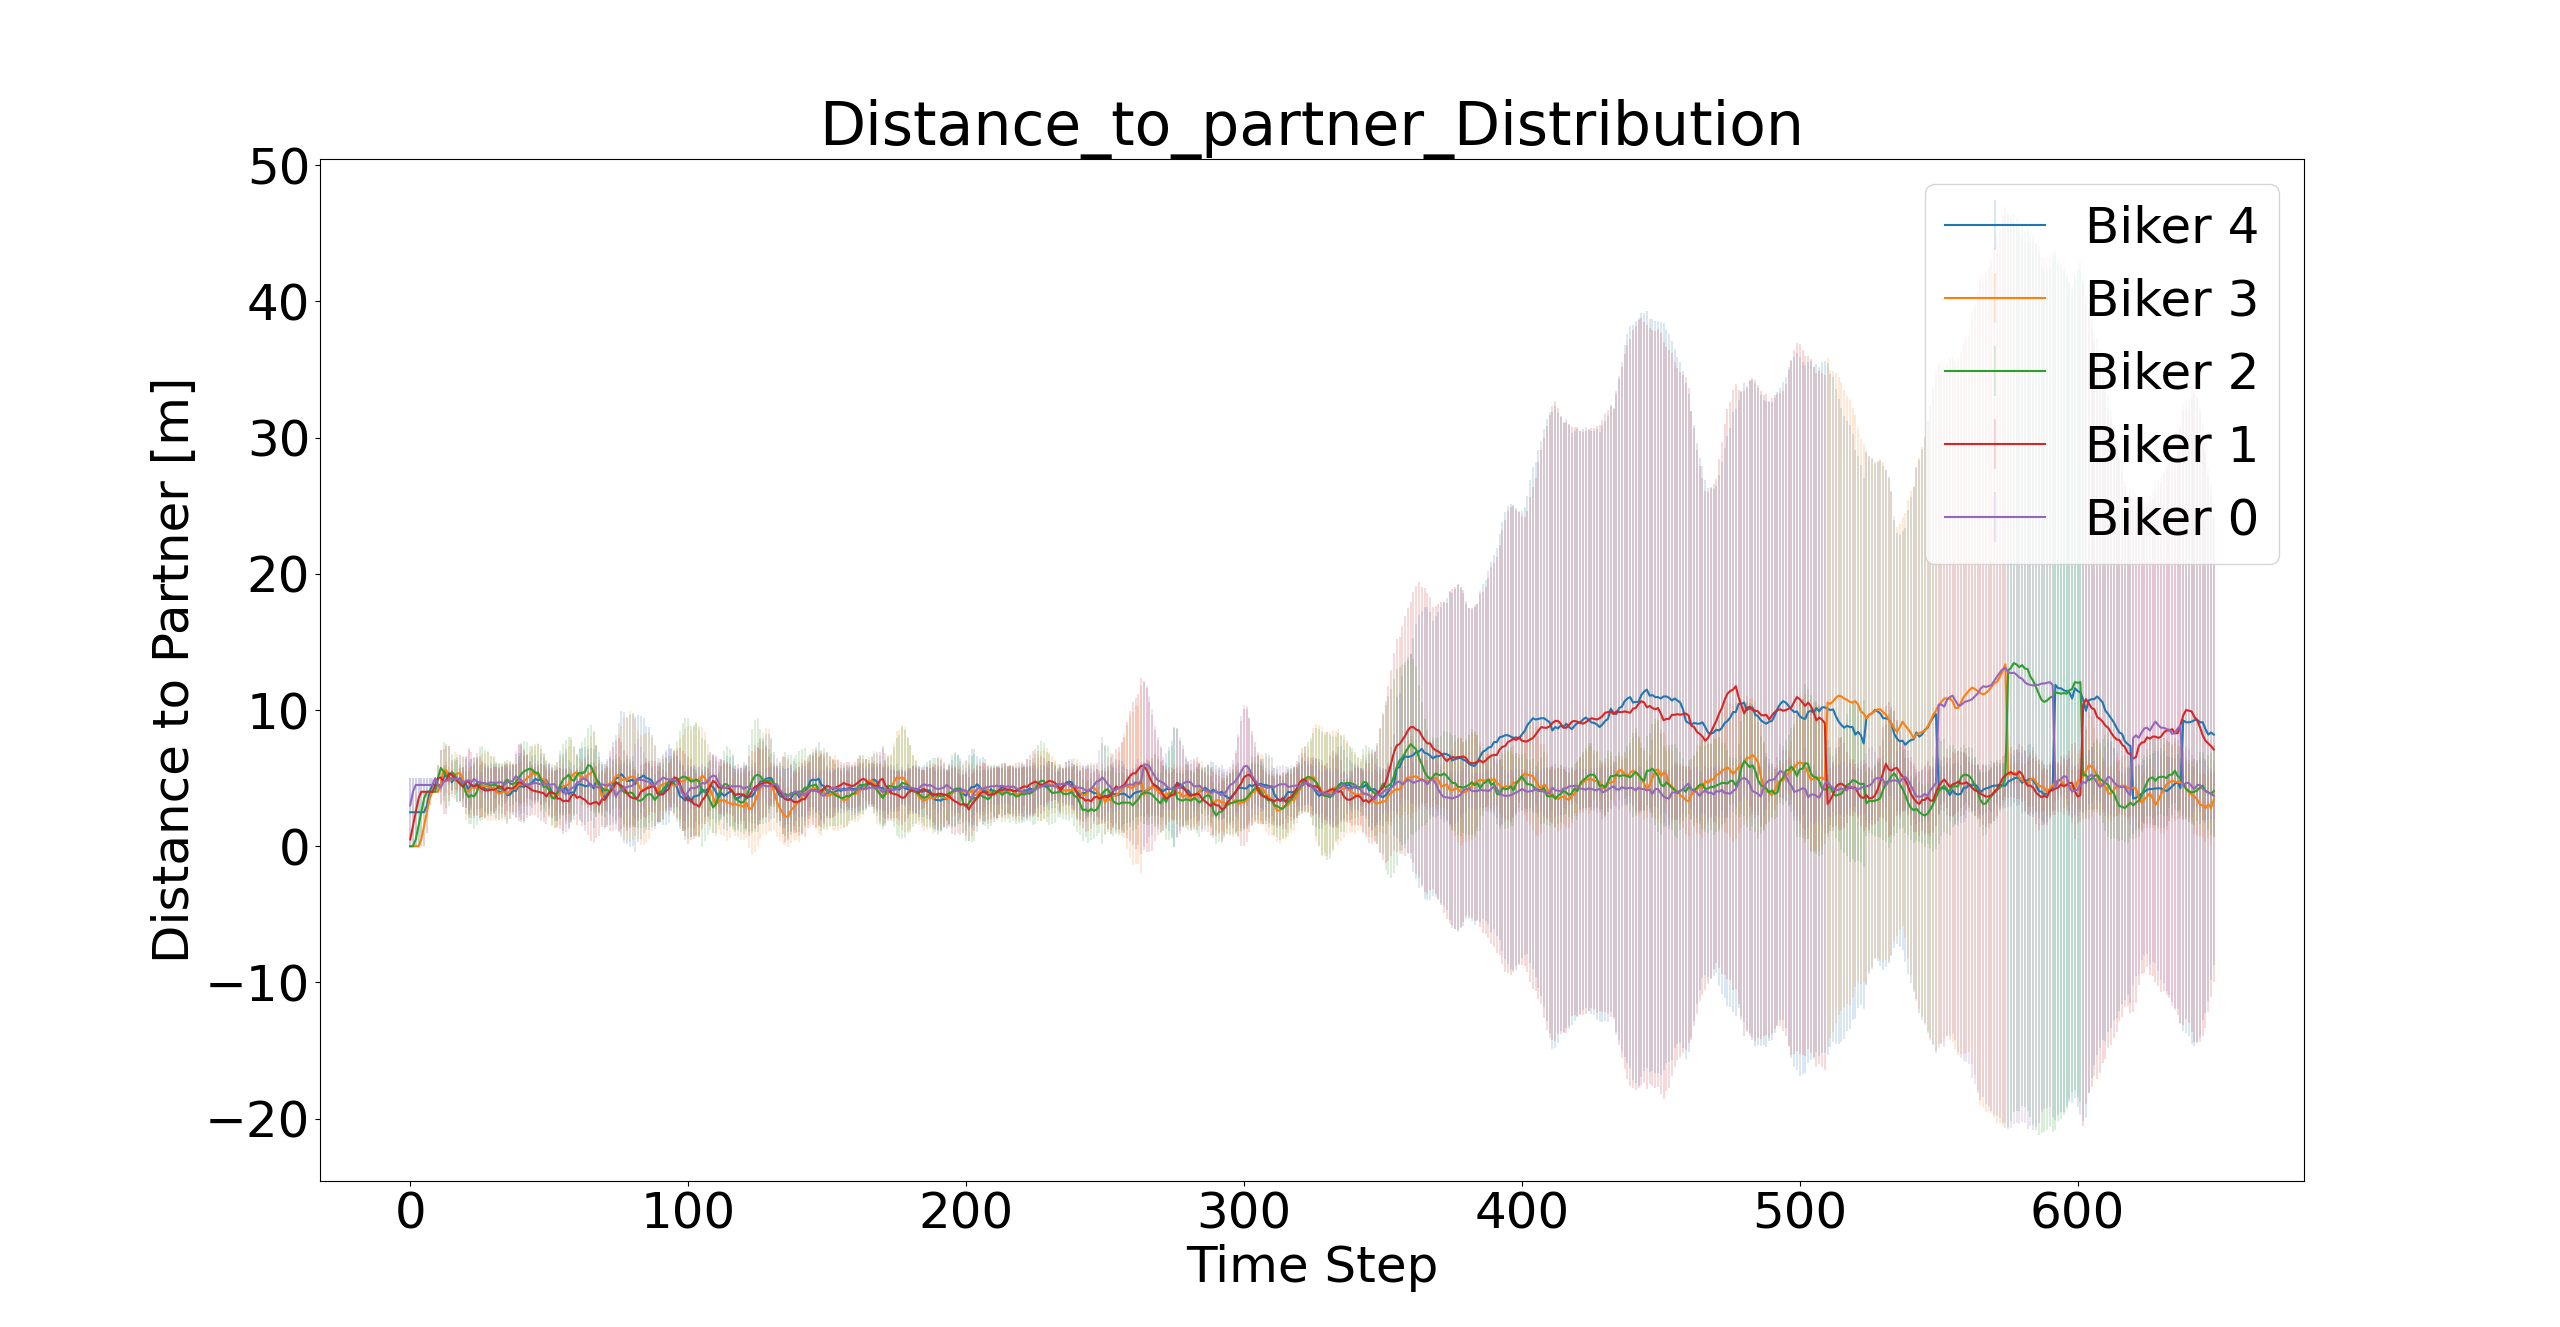 Distance_to_partner_Distribution
Distance to Partner [m]
50
40
30
20
10
0
−10
−20
Biker 4
Biker 3
Biker 2
Biker 1
Biker 0
0 100 200 300 400 500 600
Time Step